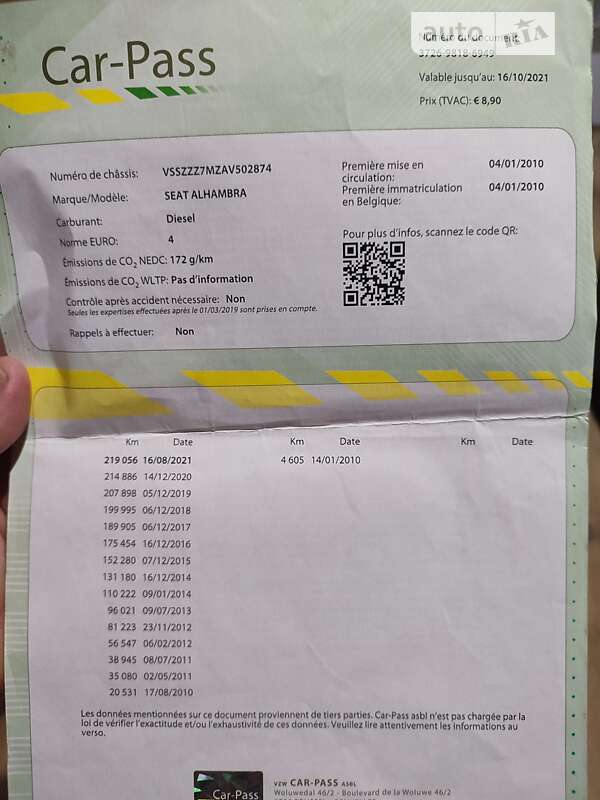 auto RIA
Car-Pass
Numéro du document
3726-9818-6949
Valable jusqu'au: 16/10/2021
Prix (TVAC): € 8,90
Numéro de châssis: VSSZZZ7MZAV502874
Marque/Modèle: SEAT ALHAMBRA
Carburant: Diesel
Norme EURO: 4
Émissions de CO2 NEDC: 172 g/km
Émissions de CO2 WLTP: Pas d'information
Contrôle après accident nécessaire: Non
Seules les expertises effectuées après le 01/03/2019 sont prises en compte.
Rappels à effectuer: Non
Première mise en 04/01/2010
circulation:
Première immatriculation 04/01/2010
en Belgique:
Pour plus d'infos, scannez le code QR:
Km Date Km Date Km Date
219 056 16/08/2021 4 605 14/01/2010
214 886 14/12/2020
207 898 05/12/2019
199 995 06/12/2018
189 905 06/12/2017
175 454 16/12/2016
152 280 07/12/2015
131 180 16/12/2014
110 222 09/01/2014
96 021 09/07/2013
81 223 23/11/2012
56 547 06/02/2012
38 945 08/07/2011
35 080 02/05/2011
20 531 17/08/2010
Les données mentionnées sur ce document proviennent de tiers parties. Car-Pass asbl n'est pas chargée par la
loi de vérifier l'exactitude et/ou l'exhaustivité de ces données. Veuillez lire attentivement les informations au
verso.
Car-Pass
VZW CAR-PASS ASBL
Woluwedal 46/2 - Boulevard de la Woluwe 46/2